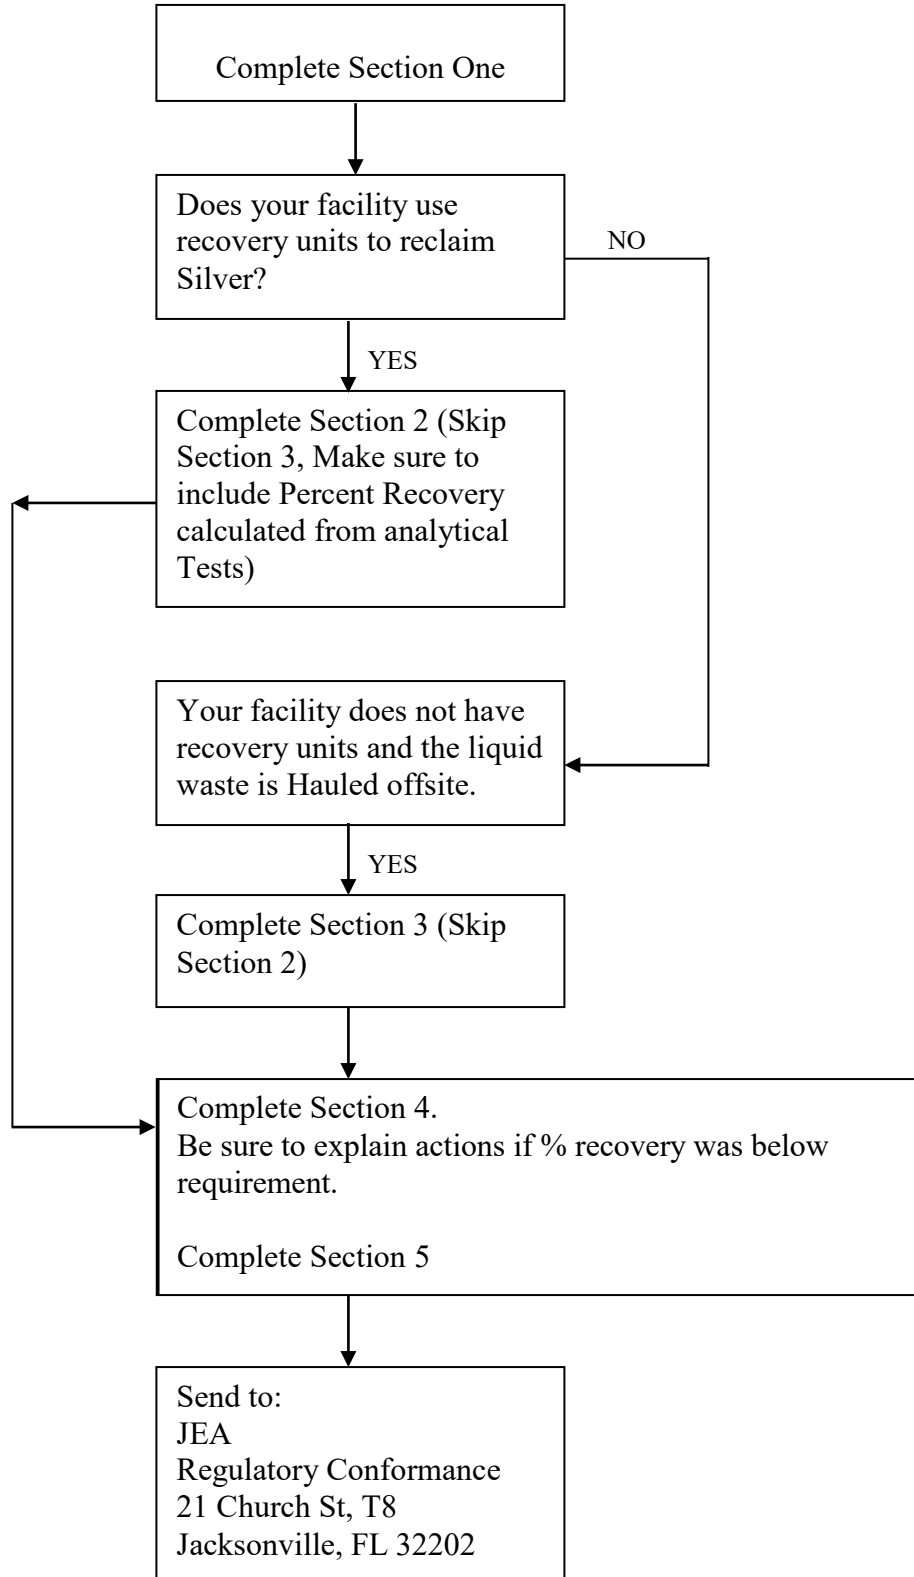 Complete Section One
Does your facility use
recovery units to reclaim
Silver?
NO
YES
Complete Section 2 (Skip
Section 3, Make sure to
include Percent Recovery
calculated from analytical
Tests)
Your facility does not have
recovery units and the liquid
waste is Hauled offsite.
YES
Complete Section 3 (Skip
Section 2)
Complete Section 4.
Be sure to explain actions if % recovery was below
requirement.
Complete Section 5
Send to:
JEA
Regulatory Conformance
21 Church St, T8
Jacksonville, FL 32202